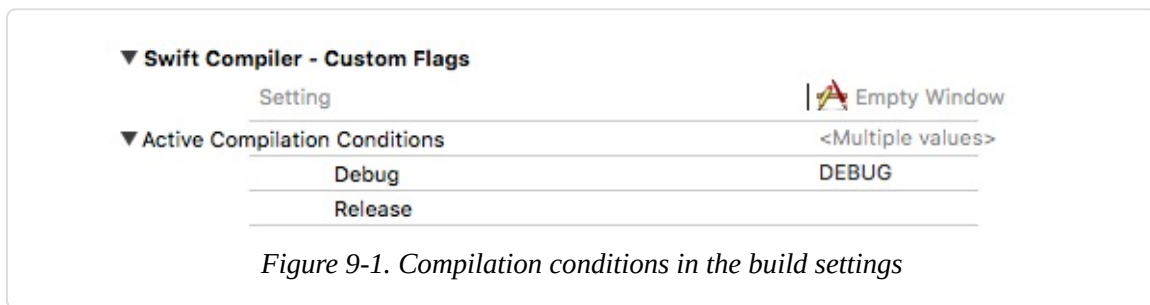 Swift Compiler - Custom Flags
Setting Empty Window
Active Compilation Conditions <Multiple values>
Debug DEBUG
Release
Figure 9-1. Compilation conditions in the build settings